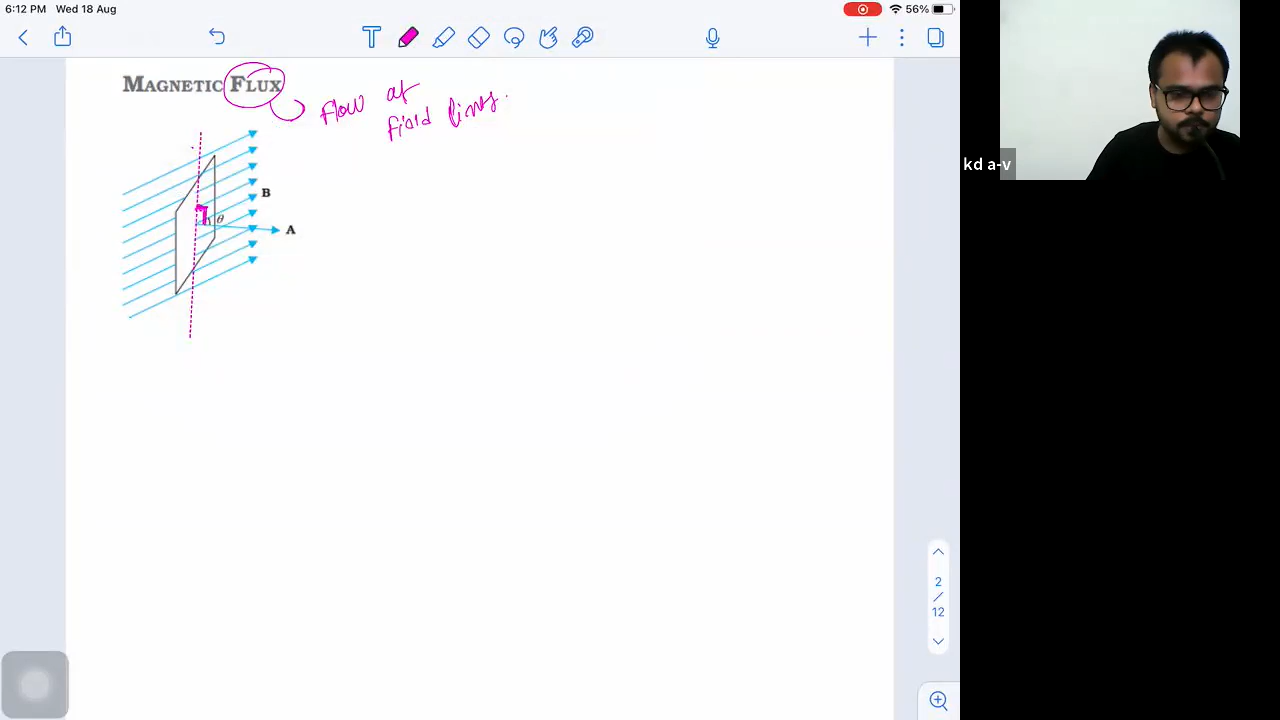 6:12 PM Wed 18 Aug
56%
MAGNETIC FLUX
Flow of
field lines.
B
θ
A
2
/
12
kd a-v